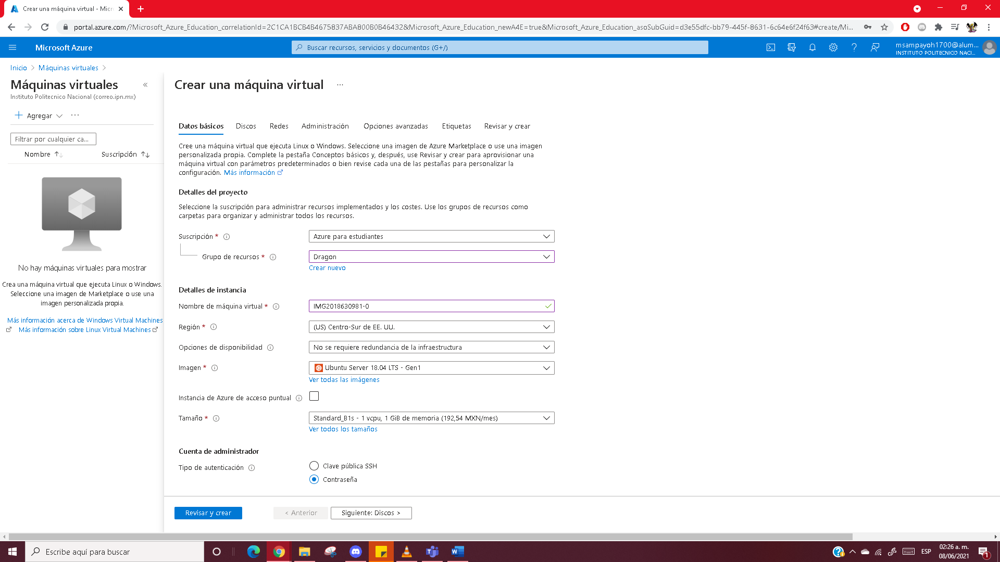 Crear una máquina virtual - Micr
portal.azure.com/?Microsoft_Azure_Education_correlationId=2C1CA1BCB4B4675837ABA800B0B46432&Microsoft_Azure_Education_newA4E=true&Microsoft_Azure_Education_asoSubGuid=d3e55dfc-bb79-445f-8631-6c64e6f24f63#create/Mi...
Microsoft Azure
Buscar recursos, servicios y documentos (G+/)
msampayoh1700@alum...
INSTITUTO POLITECNICO NACI...
Inicio > Máquinas virtuales >
Máquinas virtuales
«
Instituto Politecnico Nacional (correo.ipn.mx)
+ Agregar ...
Filtrar por cualquier ca...
Nombre ↑↓ Suscripción ↑↓
No hay máquinas virtuales para mostrar
Crea una máquina virtual que ejecuta Linux o Windows.
Seleccione una imagen de Marketplace o use una
imagen personalizada propia.
Más información acerca de Windows Virtual Machines
Más información sobre Linux Virtual Machines
Crear una máquina virtual ...
Datos básicos Discos Redes Administración Opciones avanzadas Etiquetas Revisar y crear
Cree una máquina virtual que ejecuta Linux o Windows. Seleccione una imagen de Azure Marketplace o use una imagen
personalizada propia. Complete la pestaña Conceptos básicos y, después, use Revisar y crear para aprovisionar una
máquina virtual con parámetros predeterminados o bien revise cada una de las pestañas para personalizar la
configuración. Más información
Detalles del proyecto
Seleccione la suscripción para administrar recursos implementados y los costes. Use los grupos de recursos como
carpetas para organizar y administrar todos los recursos.
Suscripción * Azure para estudiantes
Grupo de recursos * Dragon
Crear nuevo
Detalles de instancia
Nombre de máquina virtual * IMG2018630981-0
Región * (US) Centro-Sur de EE. UU.
Opciones de disponibilidad No se requiere redundancia de la infraestructura
Imagen * Ubuntu Server 18.04 LTS - Gen1
Ver todas las imágenes
Instancia de Azure de acceso puntual
Tamaño * Standard_B1s - 1 vcpu, 1 GiB de memoria (192,54 MXN/mes)
Ver todos los tamaños
Cuenta de administrador
Tipo de autenticación Clave pública SSH
Contraseña
Revisar y crear < Anterior Siguiente: Discos >
Escribe aquí para buscar
ESP
02:26 a. m.
08/06/2021
1